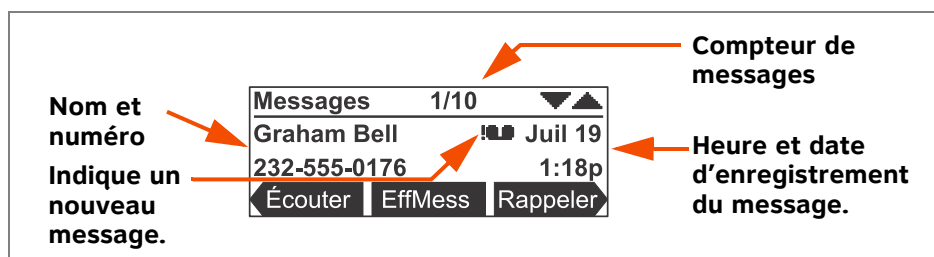 Compteur de
messages
Nom et
numéro
Indique un
nouveau
message.
Messages 1/10
Graham Bell Juil 19
232-555-0176 1:18p
Écouter EffMess Rappeler
Heure et date
d’enregistrement
du message.